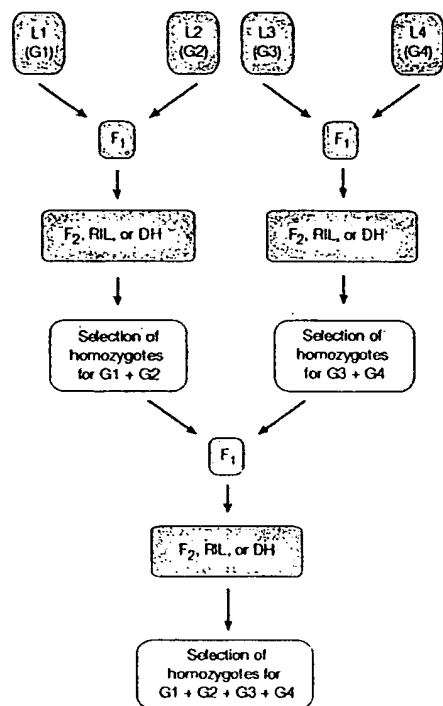 L1 L2 L3 L4
(G1) (G2) (G3) (G4)
F1 F1
F2, RIL, or DH F2, RIL, or DH
Selection of
homozygotes
for G1 + G2
Selection of
homozygotes
for G3 + G4
F1
F2, RIL, or DH
Selection of
homozygotes for
G1 + G2 + G3 + G4